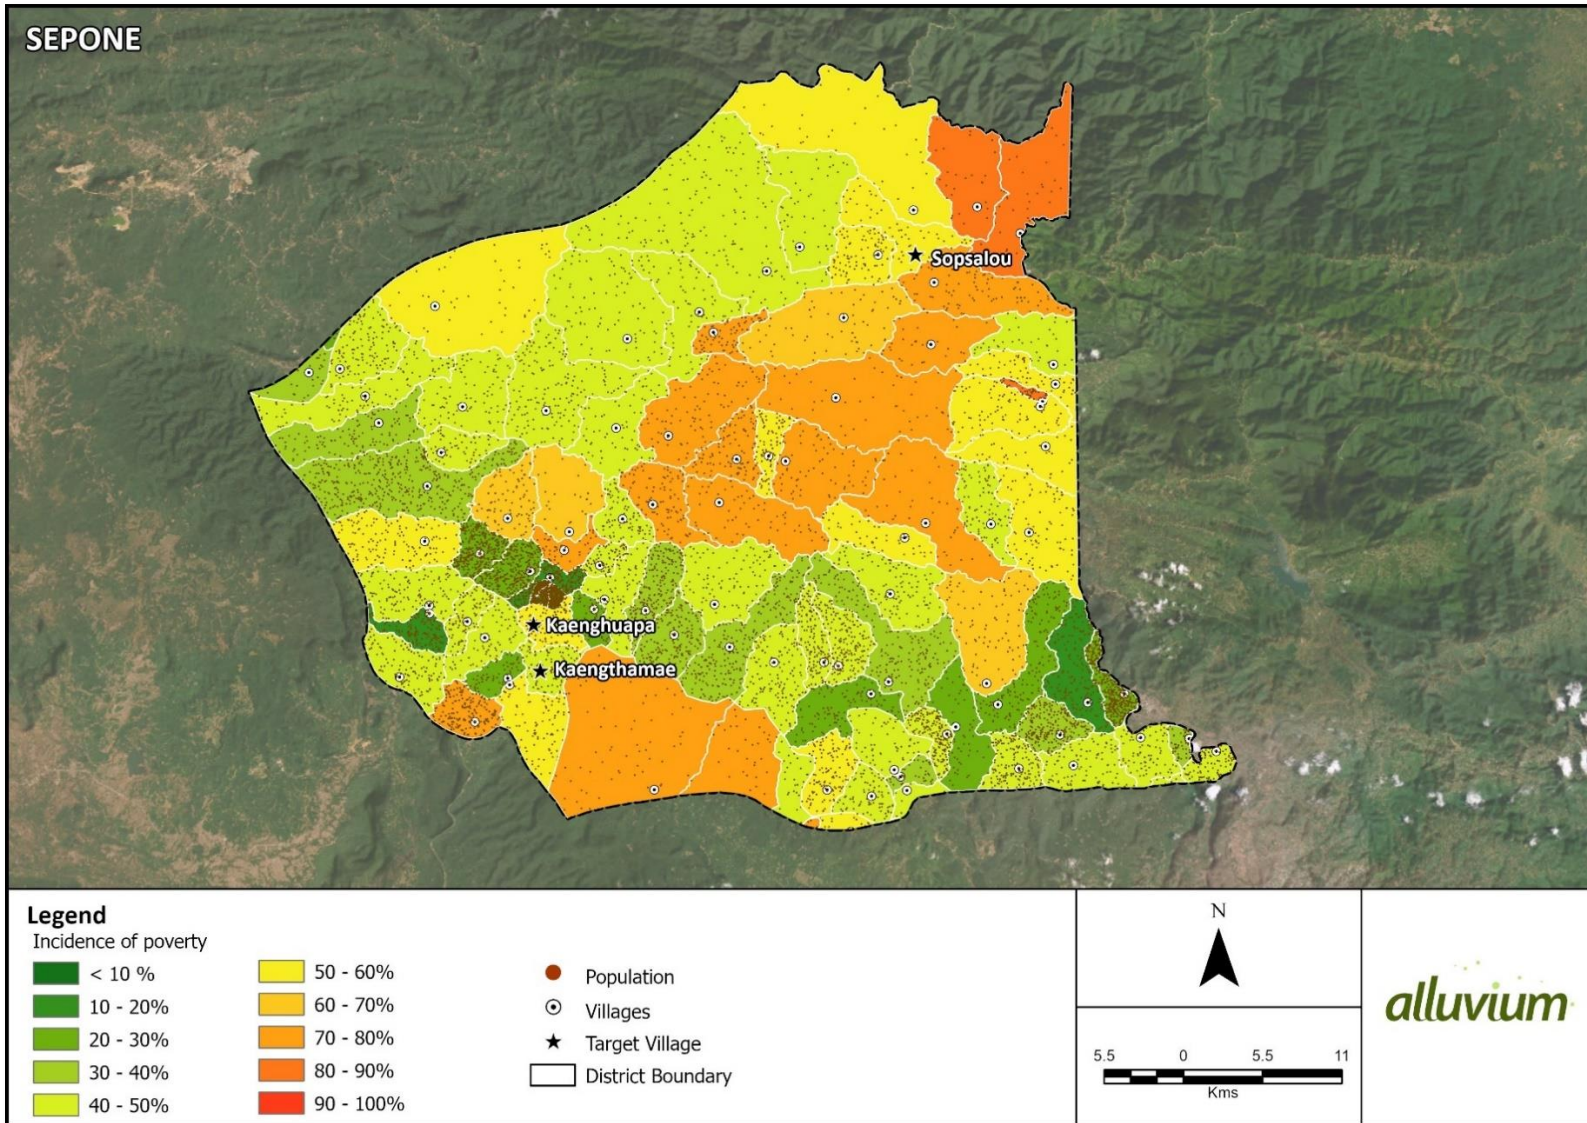 SEPONE
Sopsalou
Kaenghuapa
Kaengthamae
Legend
Incidence of poverty
< 10 %
10 - 20%
20 - 30%
30 - 40%
40 - 50%
50 - 60%
60 - 70%
70 - 80%
80 - 90%
90 - 100%
Population
Villages
Target Village
District Boundary
N
5.5 0 5.5 11
Kms
alluvium